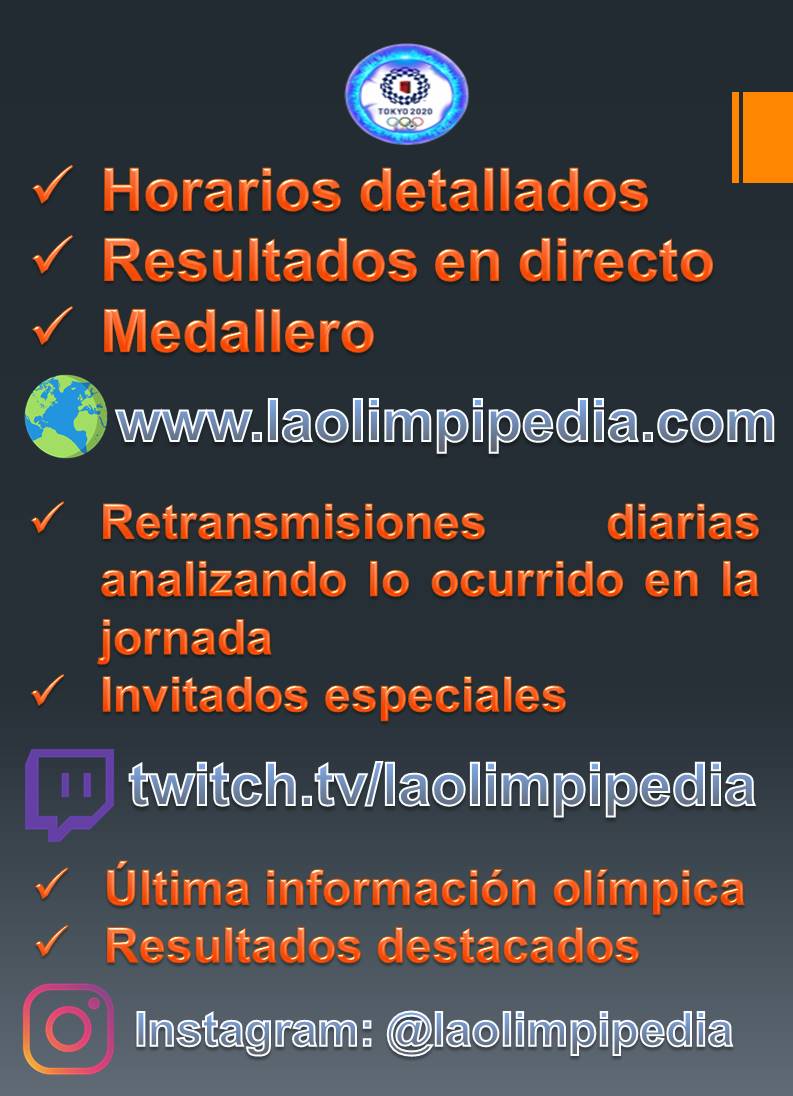 TOKYO 2020
Horarios detallados
Resultados en directo
Medallero
www.laolimpipedia.com
Retransmisiones diarias
analizando lo ocurrido en la
jornada
Invitados especiales
twitch.tv/laolimpipedia
Última información olímpica
Resultados destacados
Instagram: @laolimpipedia